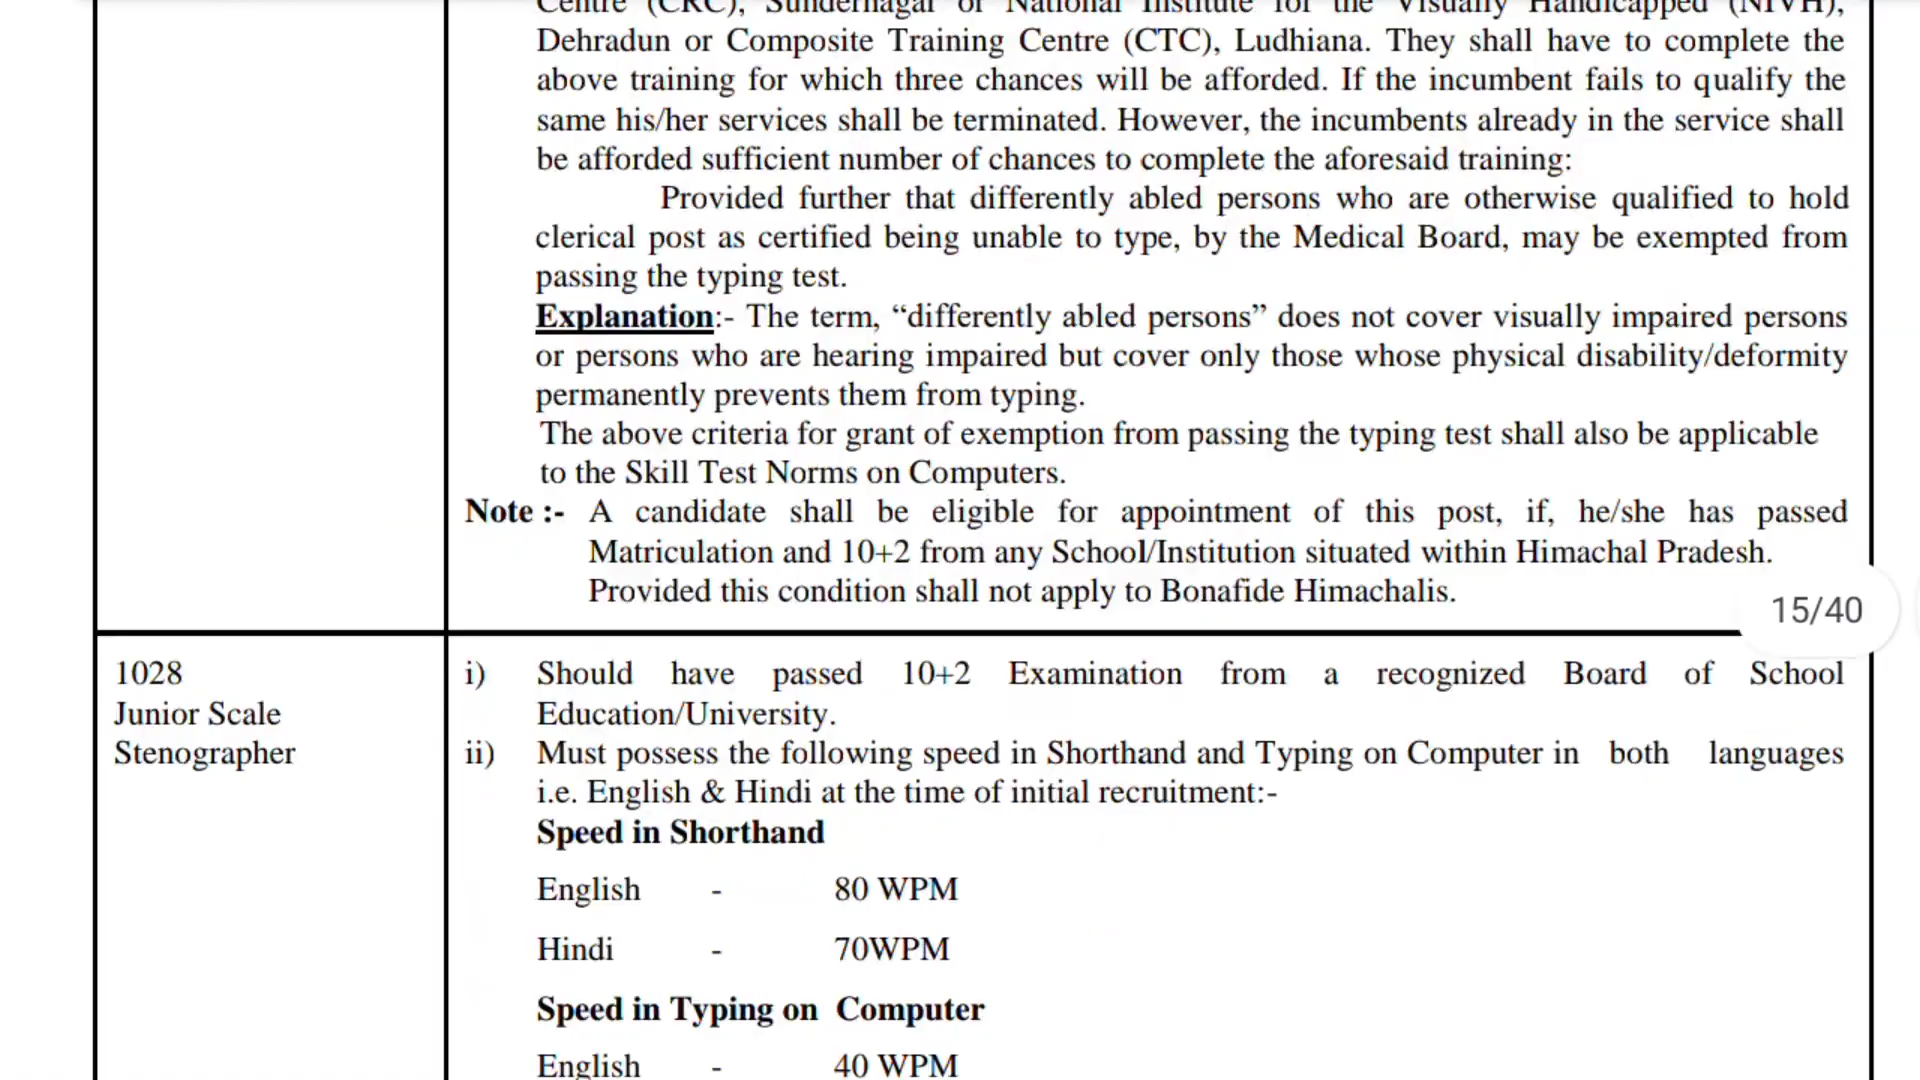 Centre (CRC), Sundernagar or National Institute for the Visually Handicapped (NIVH),
Dehradun or Composite Training Centre (CTC), Ludhiana. They shall have to complete the
above training for which three chances will be afforded. If the incumbent fails to qualify the
same his/her services shall be terminated. However, the incumbents already in the service shall
be afforded sufficient number of chances to complete the aforesaid training:
Provided further that differently abled persons who are otherwise qualified to hold
clerical post as certified being unable to type, by the Medical Board, may be exempted from
passing the typing test.
Explanation:- The term, “differently abled persons” does not cover visually impaired persons
or persons who are hearing impaired but cover only those whose physical disability/deformity
permanently prevents them from typing.
The above criteria for grant of exemption from passing the typing test shall also be applicable
to the Skill Test Norms on Computers.
Note :- A candidate shall be eligible for appointment of this post, if, he/she has passed
Matriculation and 10+2 from any School/Institution situated within Himachal Pradesh.
Provided this condition shall not apply to Bonafide Himachalis.
15/40
1028
Junior Scale
Stenographer
i) Should have passed 10+2 Examination from a recognized Board of School
Education/University.
ii) Must possess the following speed in Shorthand and Typing on Computer in both languages
i.e. English & Hindi at the time of initial recruitment:-
Speed in Shorthand
English - 80 WPM
Hindi - 70WPM
Speed in Typing on Computer
English - 40 WPM